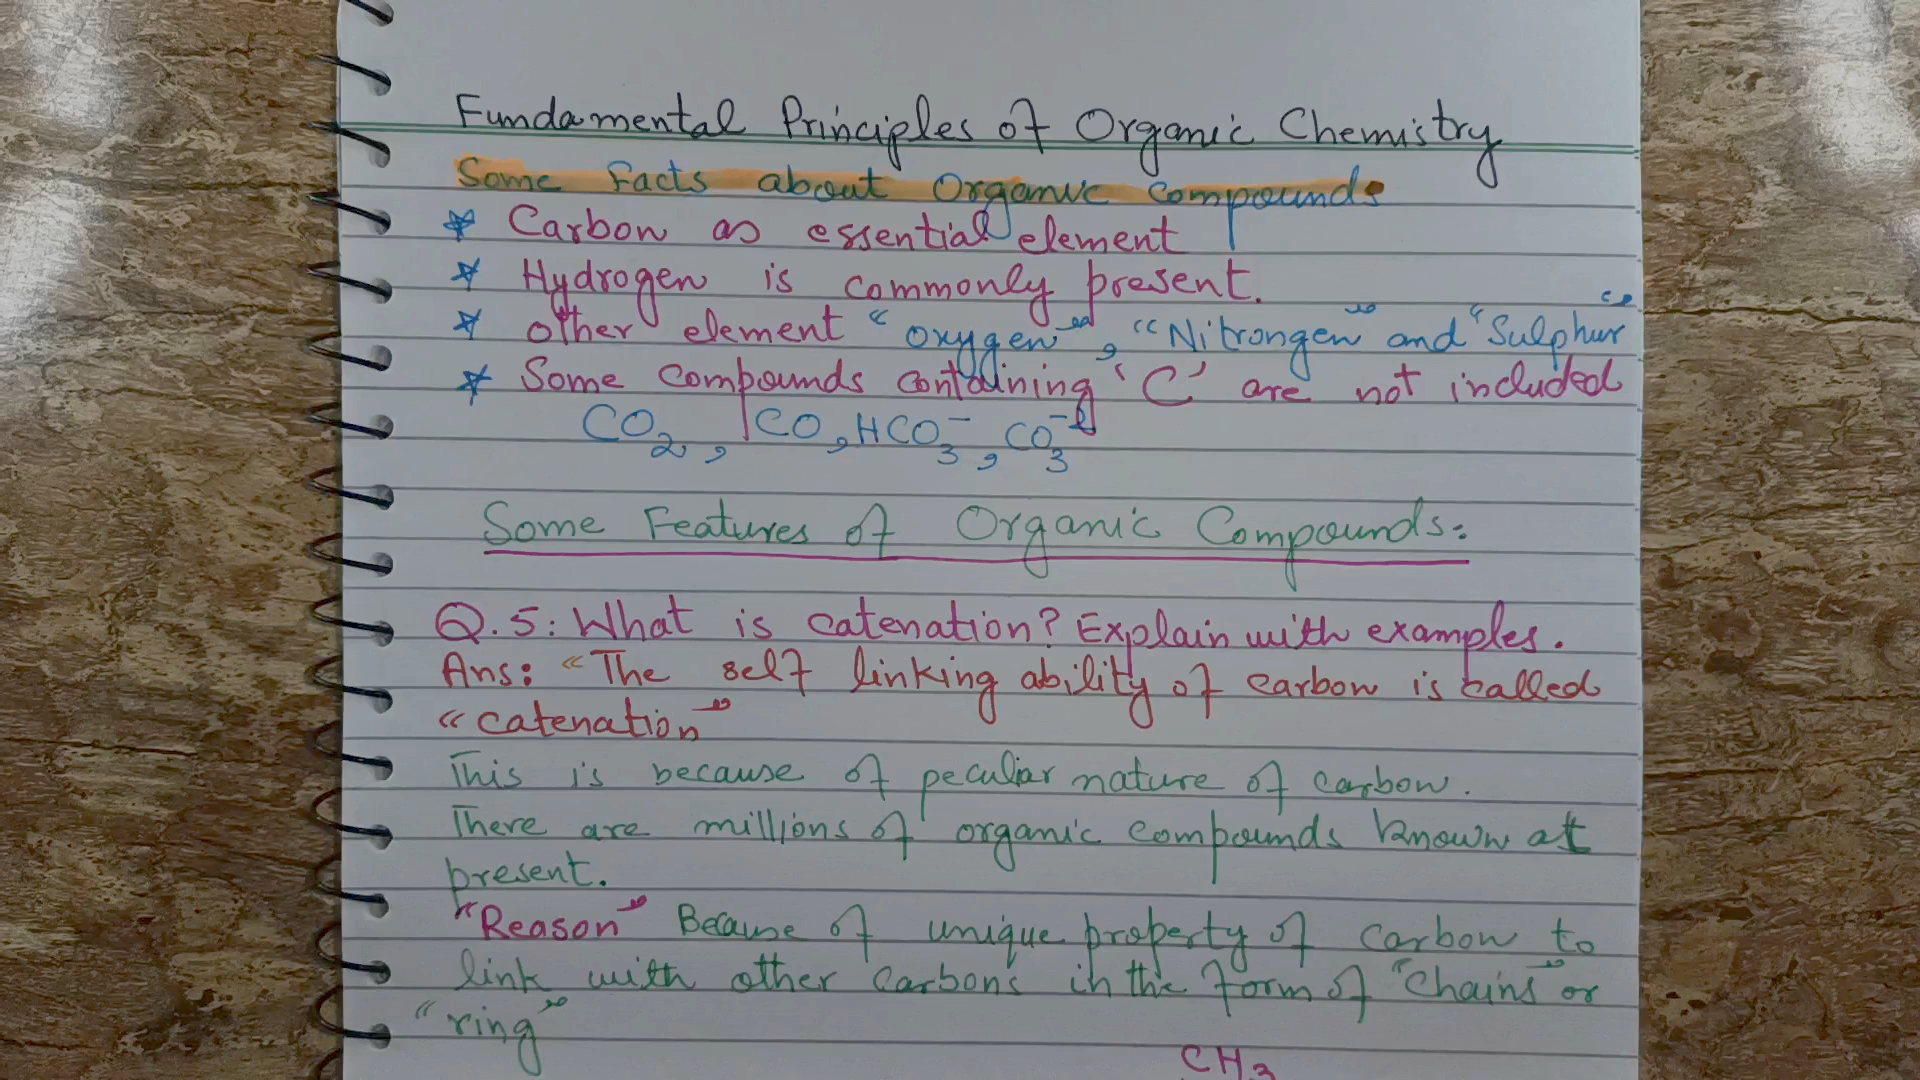 Fundamental Principles of Organic Chemistry
Some facts about Organic Compounds
* Carbon as essential element
* Hydrogen is commonly present.
* other element “oxygen”, “Nitrongen” and “Sulphur”
* Some compounds containing ‘C’ are not included
CO₂, CO, HCO₃⁻, CO₃⁻²
Some Features of Organic Compounds:
Q.5: What is catenation? Explain with examples.
Ans: “The self linking ability of carbon is called
“catenation”
This is because of peculiar nature of carbon.
There are millions of organic compounds known at
present.
“Reason” Because of unique property of carbon to
link with other carbons in the form of “Chains” or
“ring”
CH₃